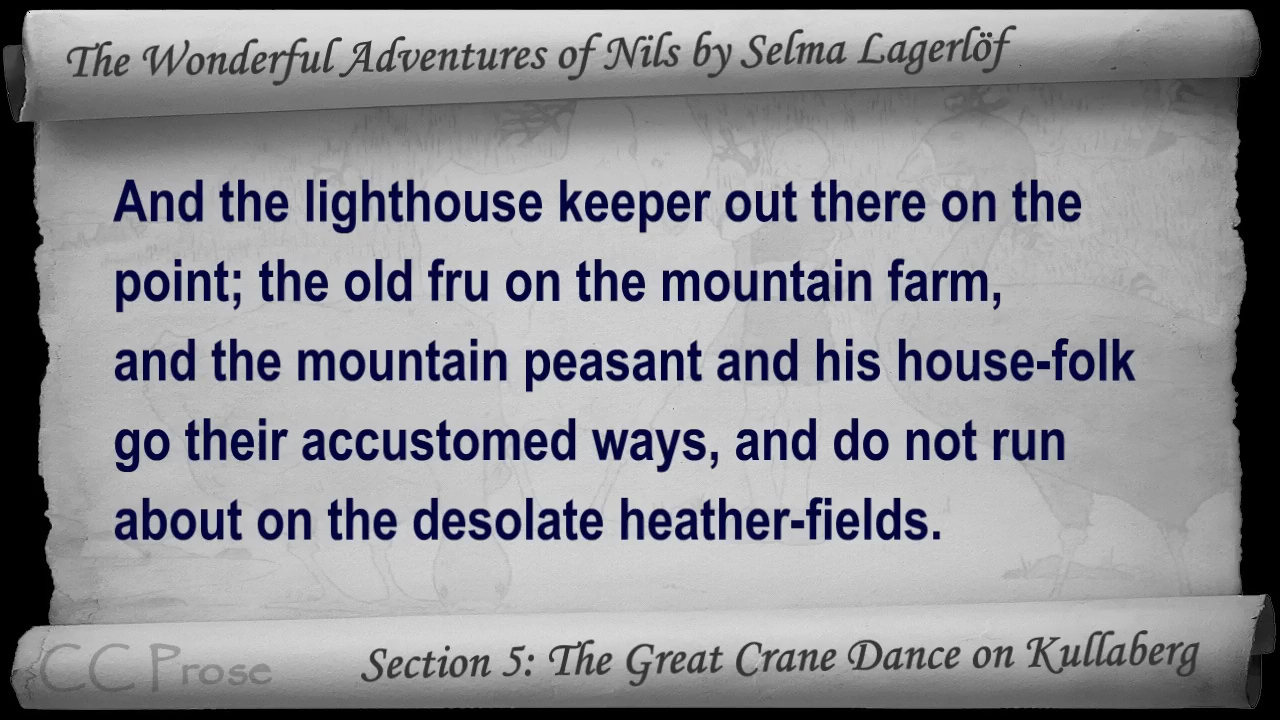 The Wonderful Adventures of Nils by Selma Lagerlöf
And the lighthouse keeper out there on the
point; the old fru on the mountain farm,
and the mountain peasant and his house-folk
go their accustomed ways, and do not run
about on the desolate heather-fields.
CC Prose
Section 5: The Great Crane Dance on Kullaberg